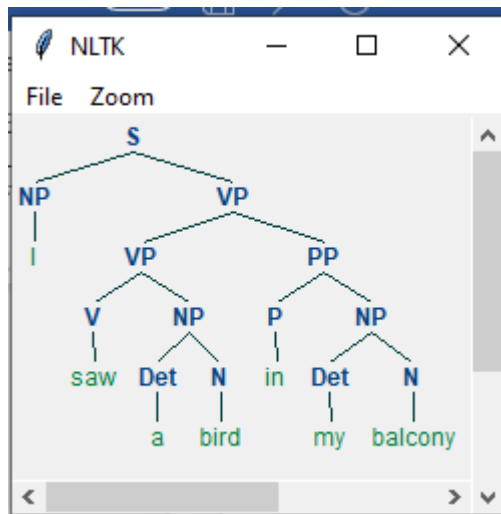 NLTK
File Zoom
S
NP VP
I VP PP
V NP P NP
saw Det N in Det N
a bird my balcony